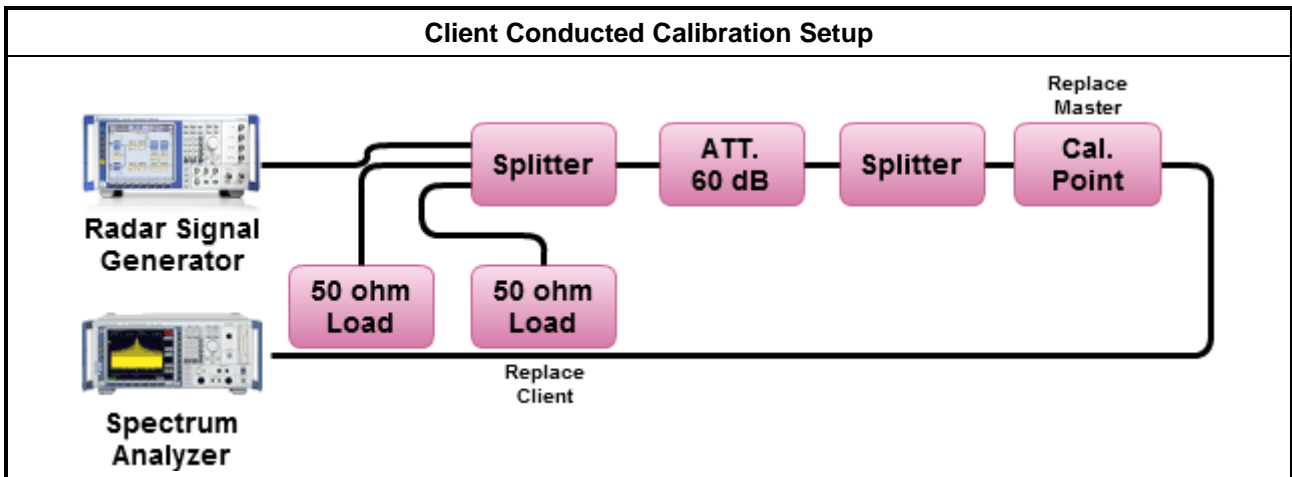 Client Conducted Calibration Setup
Replace
Master
Splitter
ATT.
60 dB
Splitter
Cal.
Point
Radar Signal
Generator
50 ohm
Load
50 ohm
Load
Replace
Client
Spectrum
Analyzer